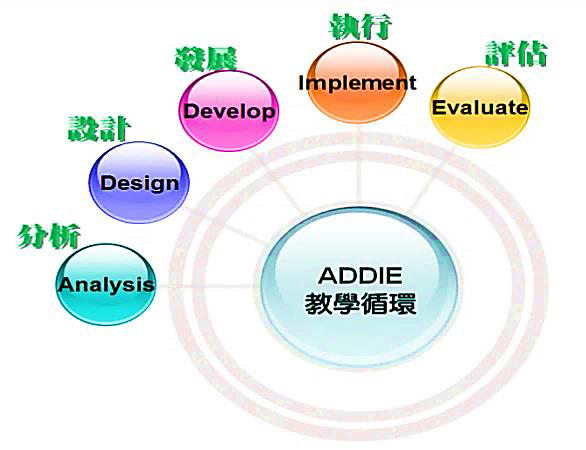 執行
評估
發展
Implement
Develop
Evaluate
設計
Design
分析
Analysis
ADDIE
教學循環